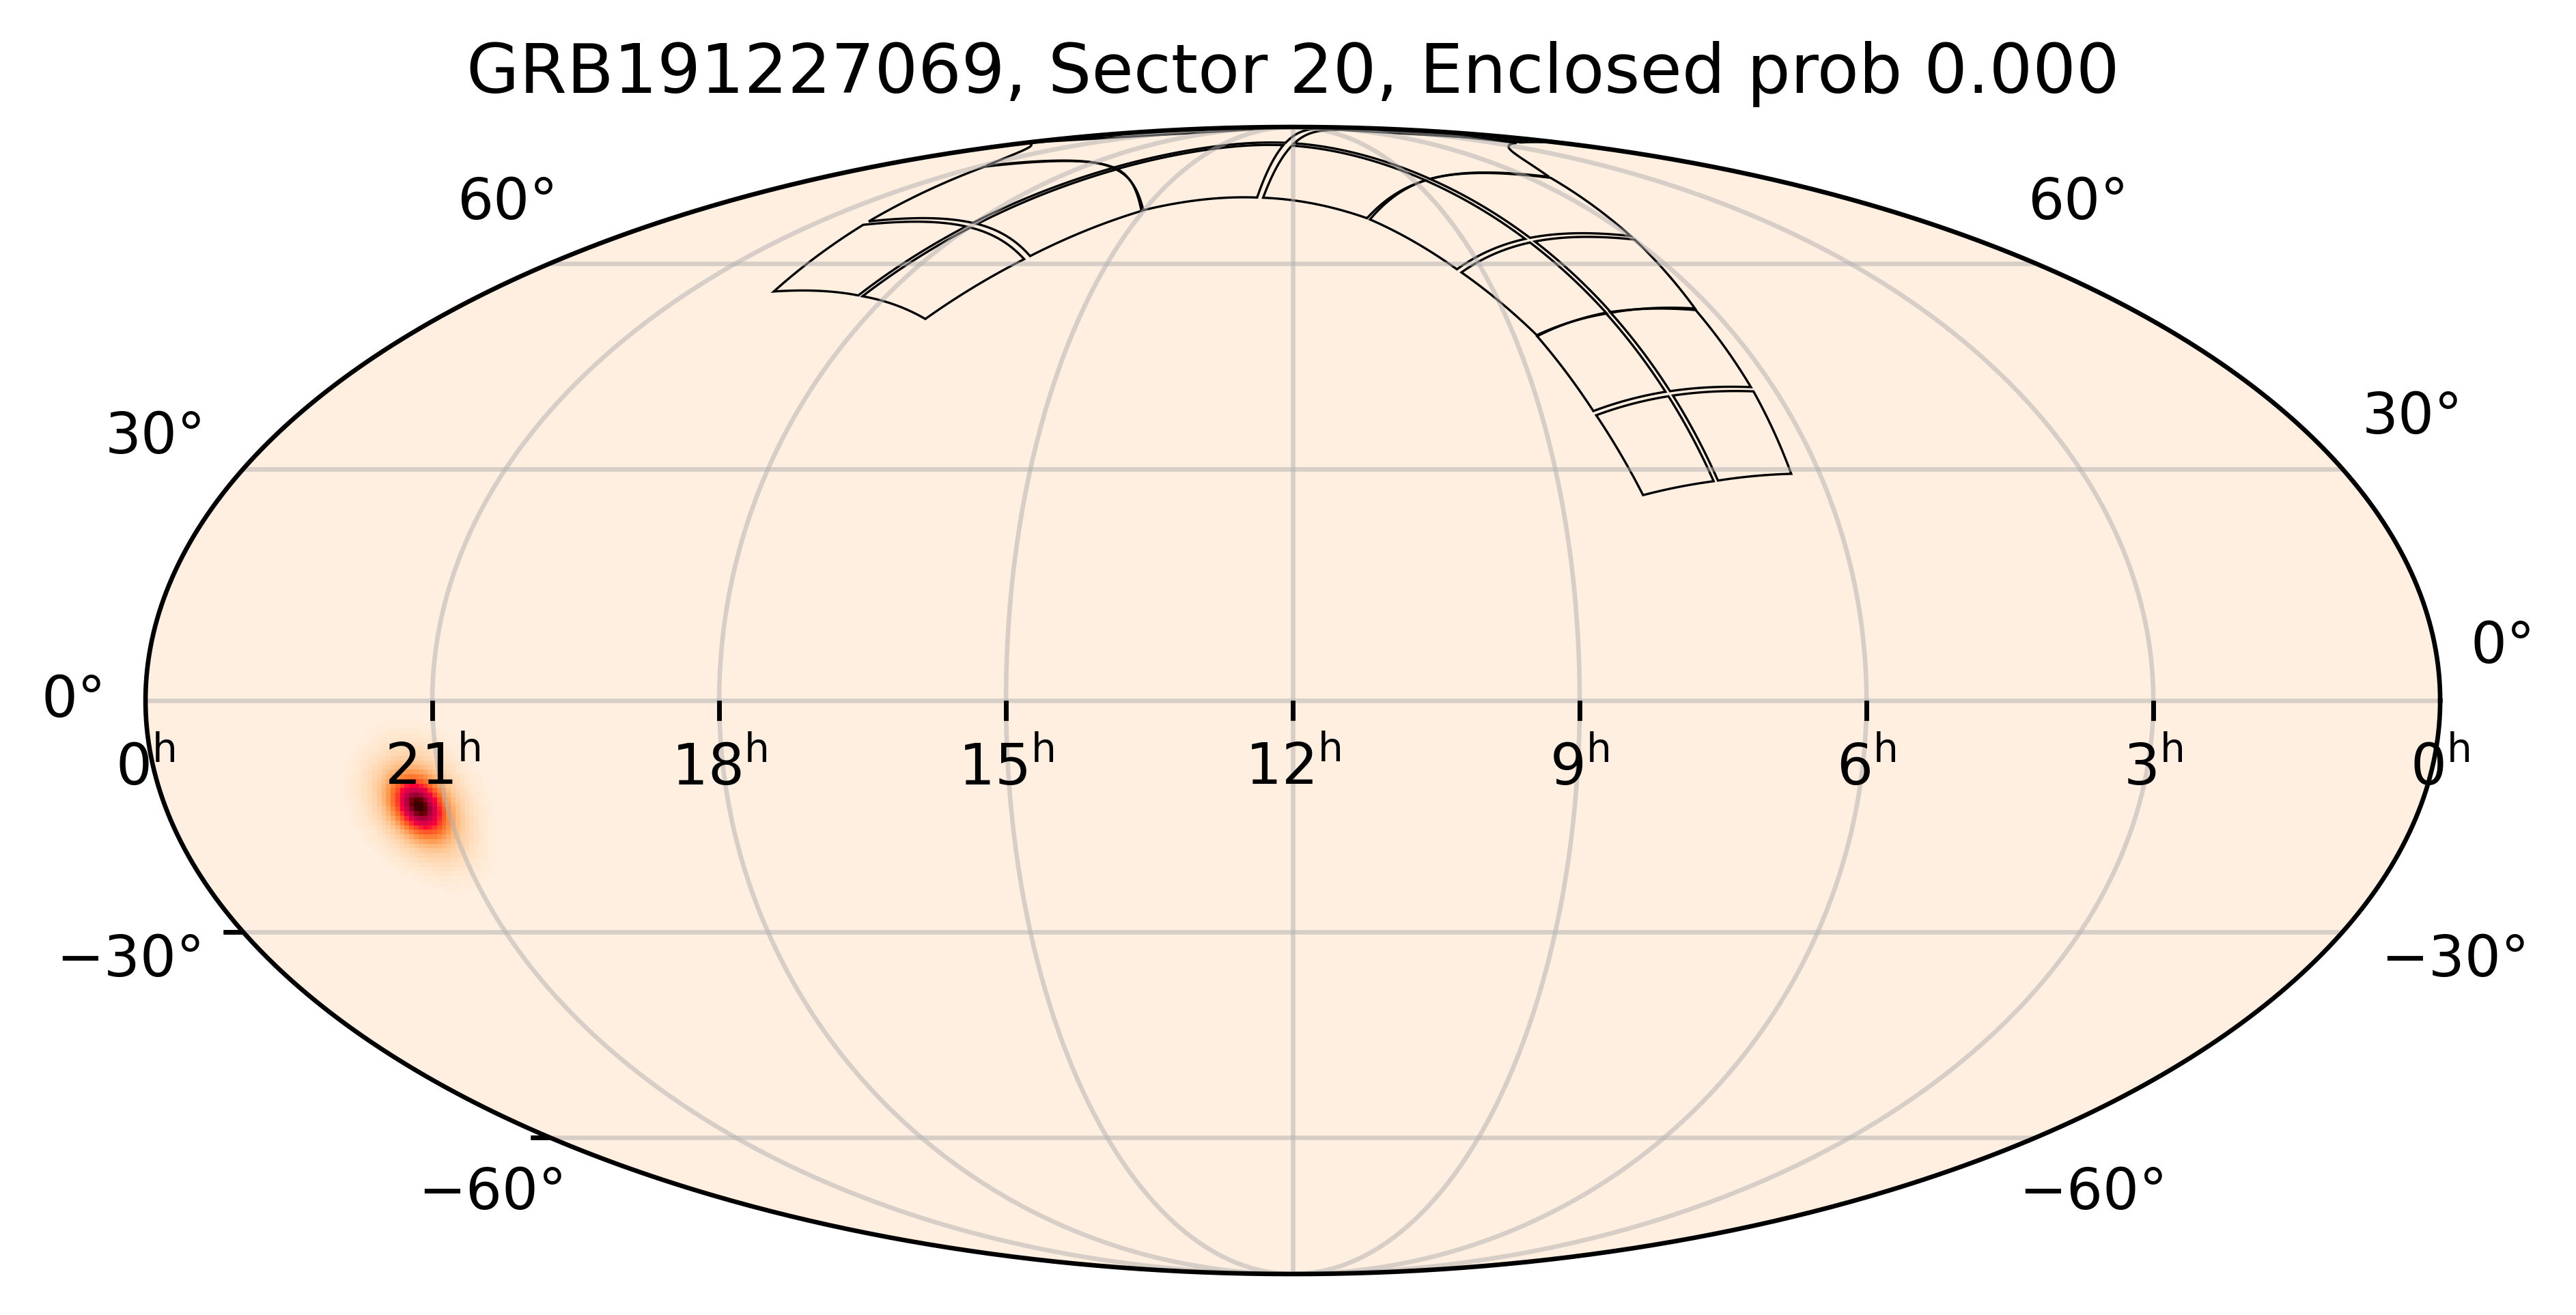 GRB191227069, Sector 20, Enclosed prob 0.000
60° 60°
30° 30°
0° 0°
0ʰ 21ʰ 18ʰ 15ʰ 12ʰ 9ʰ 6ʰ 3ʰ 0ʰ
−30° −30°
−60° −60°